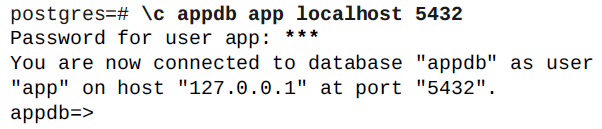 postgres=# \c appdb app localhost 5432
Password for user app: ***
You are now connected to database "appdb" as user
"app" on host "127.0.0.1" at port "5432".
appdb=>